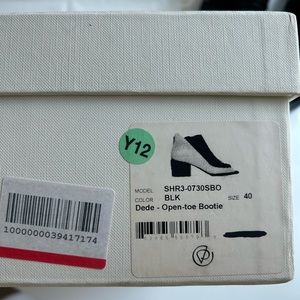 Y12
MODEL SHR3-0730SBO
COLOR BLK SIZE 40
Dede - Open-toe Bootie
1000000039417174